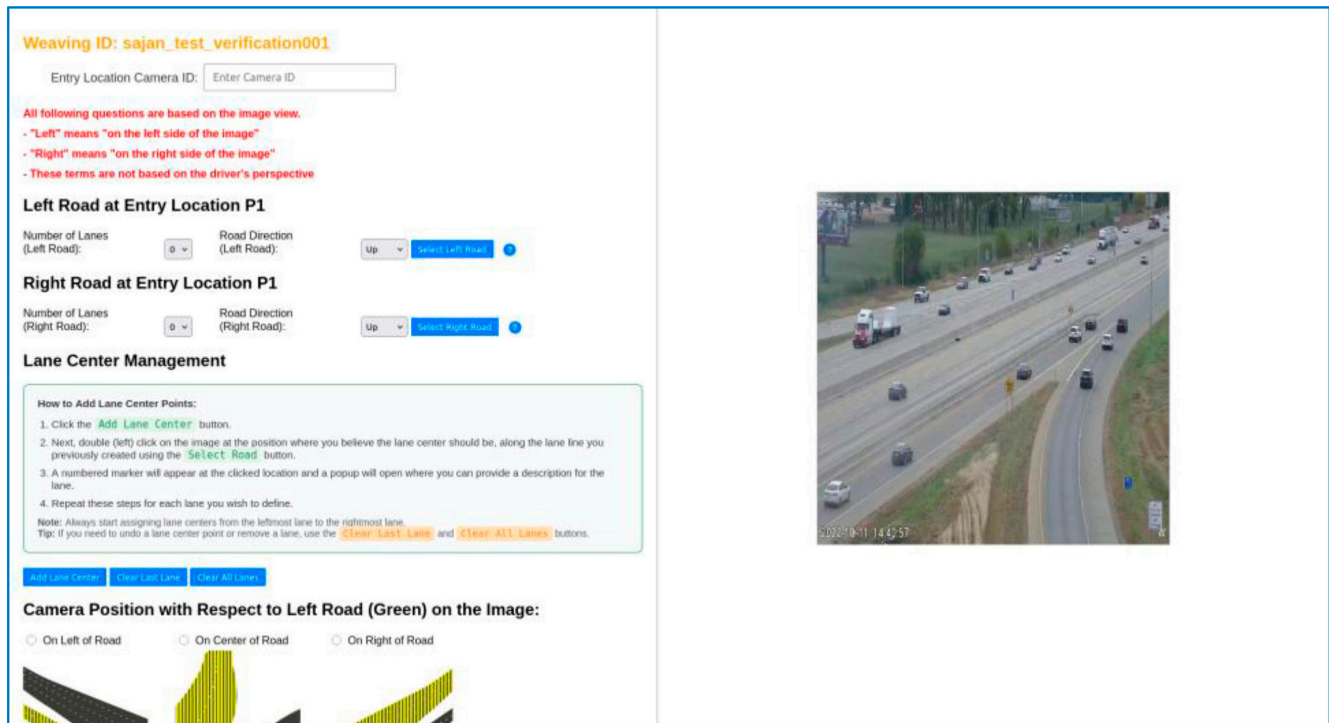 Weaving ID: sajan_test_verification001
Entry Location Camera ID: Enter Camera ID
All following questions are based on the image view.
- "Left" means "on the left side of the image"
- "Right" means "on the right side of the image"
- These terms are not based on the driver's perspective
Left Road at Entry Location P1
Number of Lanes
(Left Road): 0
Road Direction
(Left Road): Up Select Left Road ?
Right Road at Entry Location P1
Number of Lanes
(Right Road): 0
Road Direction
(Right Road): Up Select Right Road ?
Lane Center Management
How to Add Lane Center Points:
1. Click the Add Lane Center button.
2. Next, double (left) click on the image at the position where you believe the lane center should be, along the lane line you
previously created using the Select Road button.
3. A numbered marker will appear at the clicked location and a popup will open where you can provide a description for the
lane.
4. Repeat these steps for each lane you wish to define.
Note: Always start assigning lane centers from the leftmost lane to the rightmost lane.
Tip: If you need to undo a lane center point or remove a lane, use the Clear Last Lane and Clear All Lanes buttons.
Add Lane Center Clear Last Lane Clear All Lanes
Camera Position with Respect to Left Road (Green) on the Image:
On Left of Road On Center of Road On Right of Road
2022-10-11 14:42:57